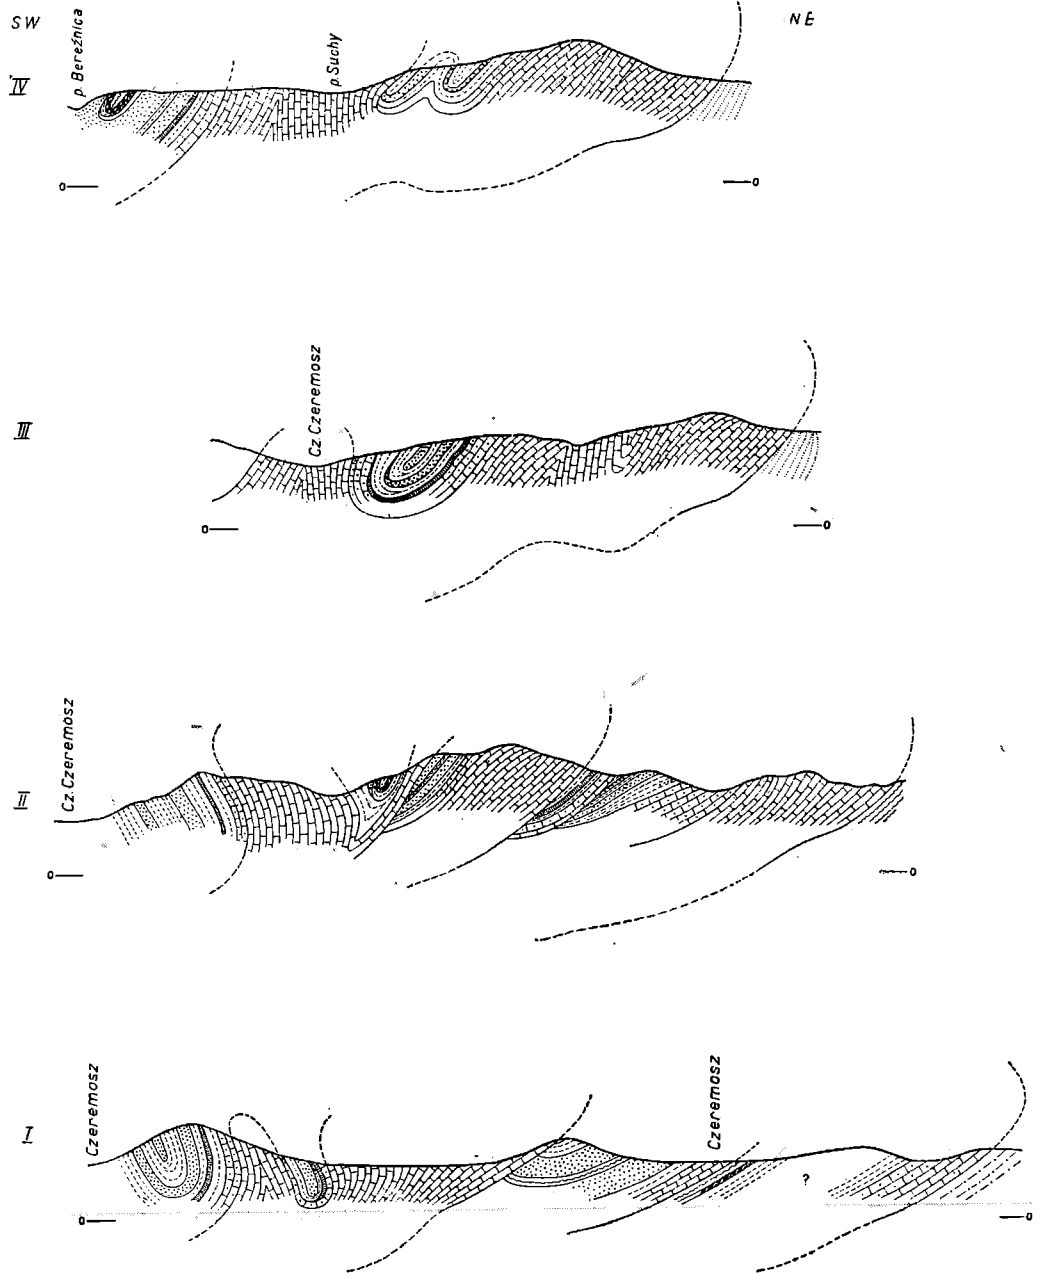 SW
NE
IV
p. Bereźnica
p. Suchy
0
0
III
Cz. Czeremosz
0
0
II
Cz. Czeremosz
0
0
I
Czeremosz
Czeremosz
?
0
0